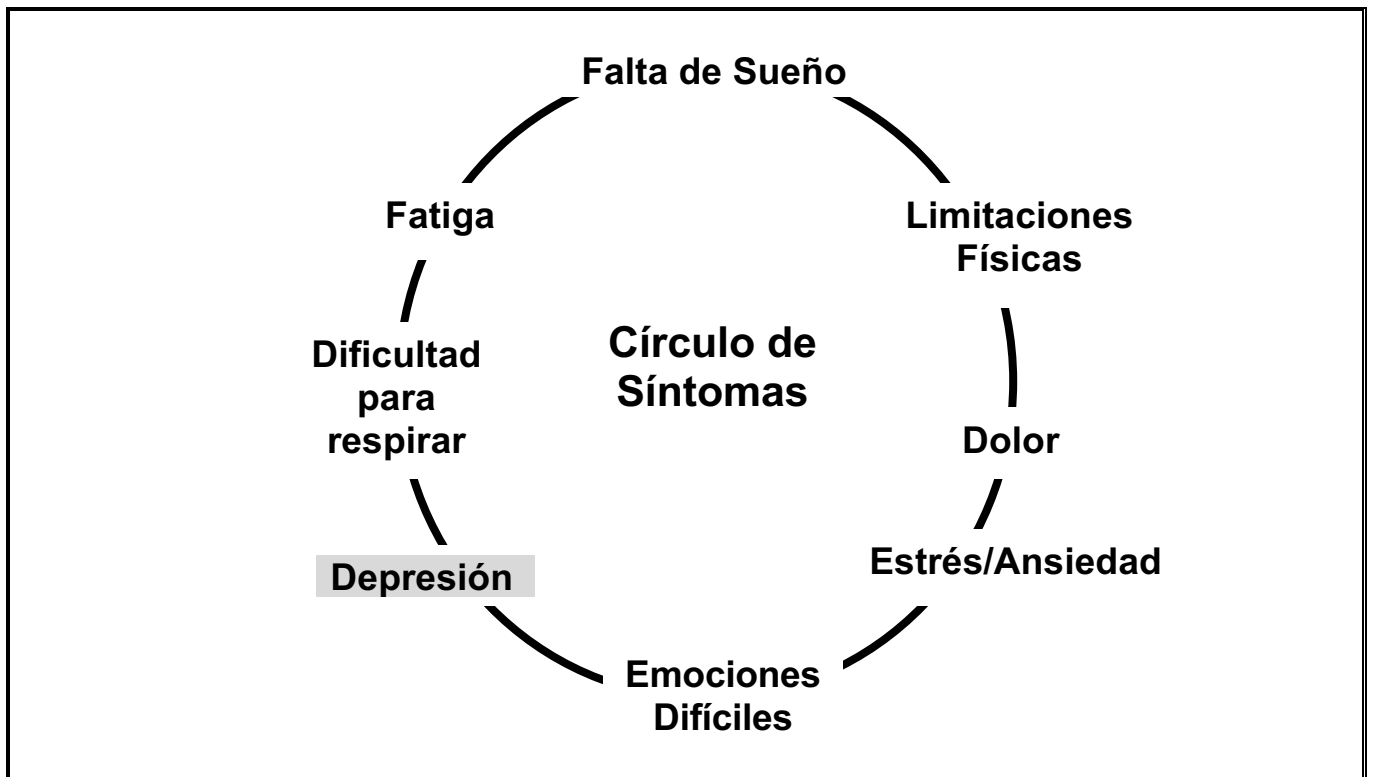 Falta de Sueño
Fatiga
Limitaciones
Físicas
Círculo de
Síntomas
Dificultad
para
respirar
Dolor
Estrés/Ansiedad
Depresión
Emociones
Difíciles